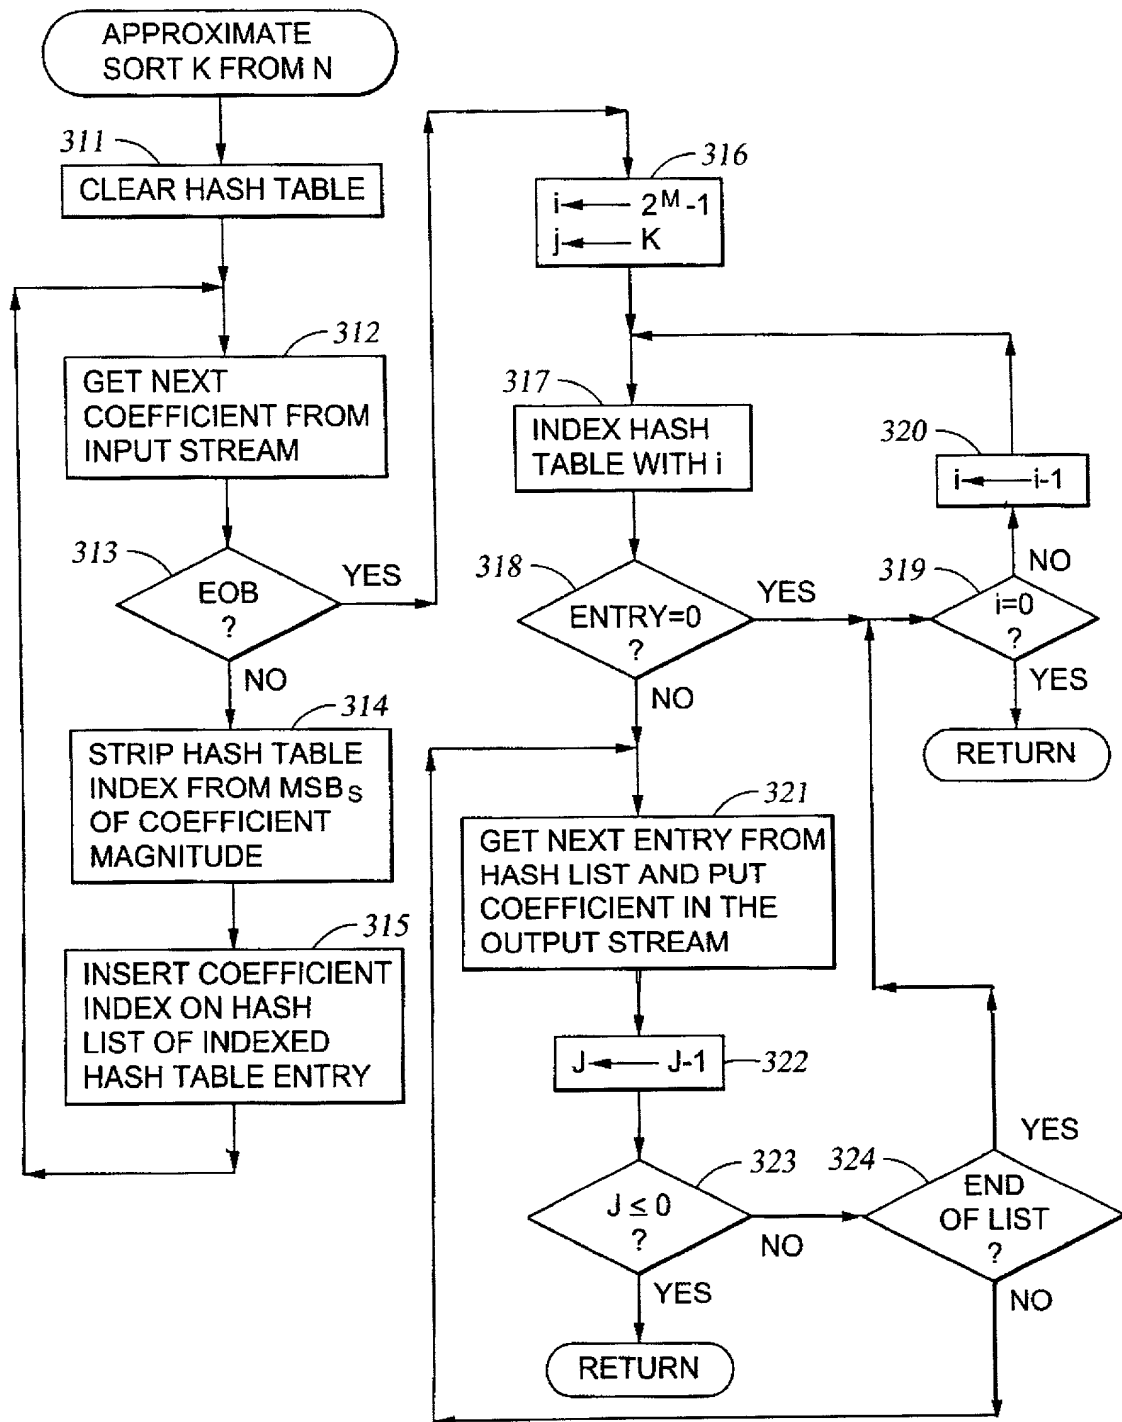 APPROXIMATE
SORT K FROM N
311
CLEAR HASH TABLE
312
GET NEXT
COEFFICIENT FROM
INPUT STREAM
313
EOB
?
YES
NO
314
STRIP HASH TABLE
INDEX FROM MSBS
OF COEFFICIENT
MAGNITUDE
315
INSERT COEFFICIENT
INDEX ON HASH
LIST OF INDEXED
HASH TABLE ENTRY
316
i ← 2^M-1
j ← K
317
INDEX HASH
TABLE WITH i
318
ENTRY=0
?
YES
NO
319
i=0
?
NO
YES
320
i ← i-1
RETURN
321
GET NEXT ENTRY FROM
HASH LIST AND PUT
COEFFICIENT IN THE
OUTPUT STREAM
J ← J-1
322
323
J ≤ 0
?
NO
YES
RETURN
324
END
OF LIST
?
YES
NO